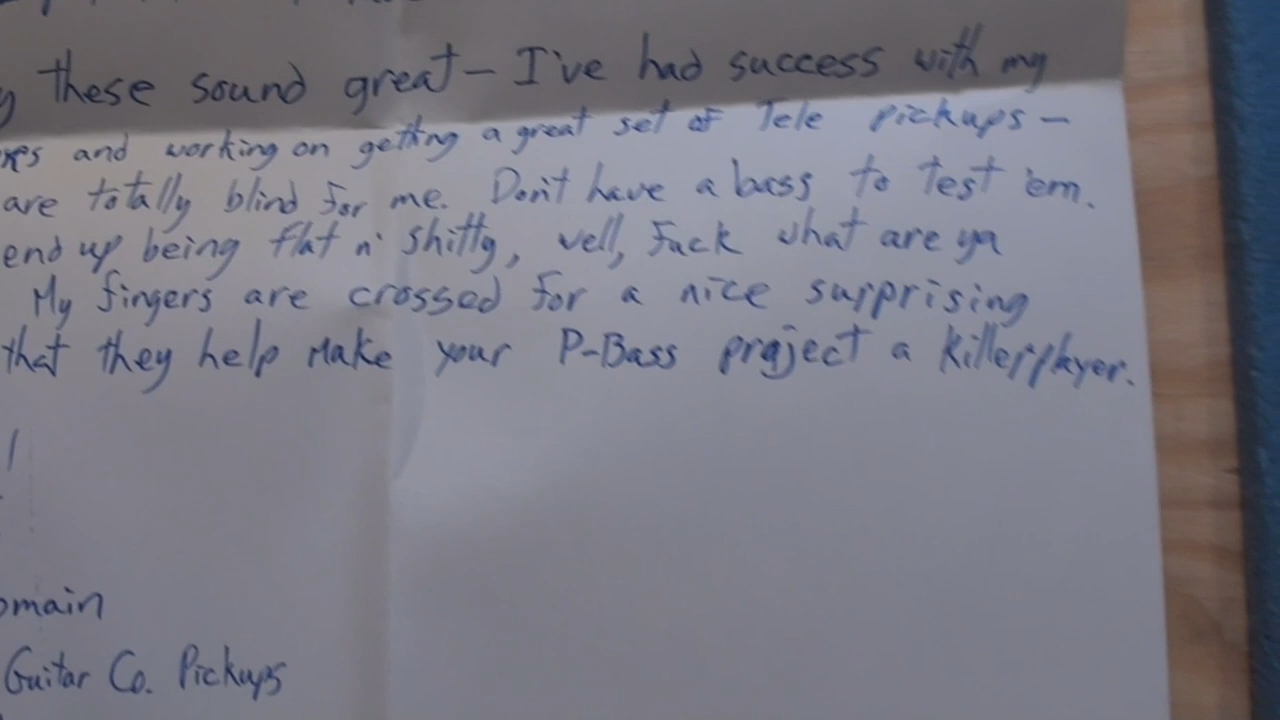 these sound great - I've had success with my
and working on getting a great set of Tele pickups -
are totally blind for me. Don't have a bass to test 'em.
end up being flat n' shitty, well, fuck what are ya
My fingers are crossed for a nice surprising
that they help make your P-Bass project a killer player.
omain
Guitar Co. Pickups